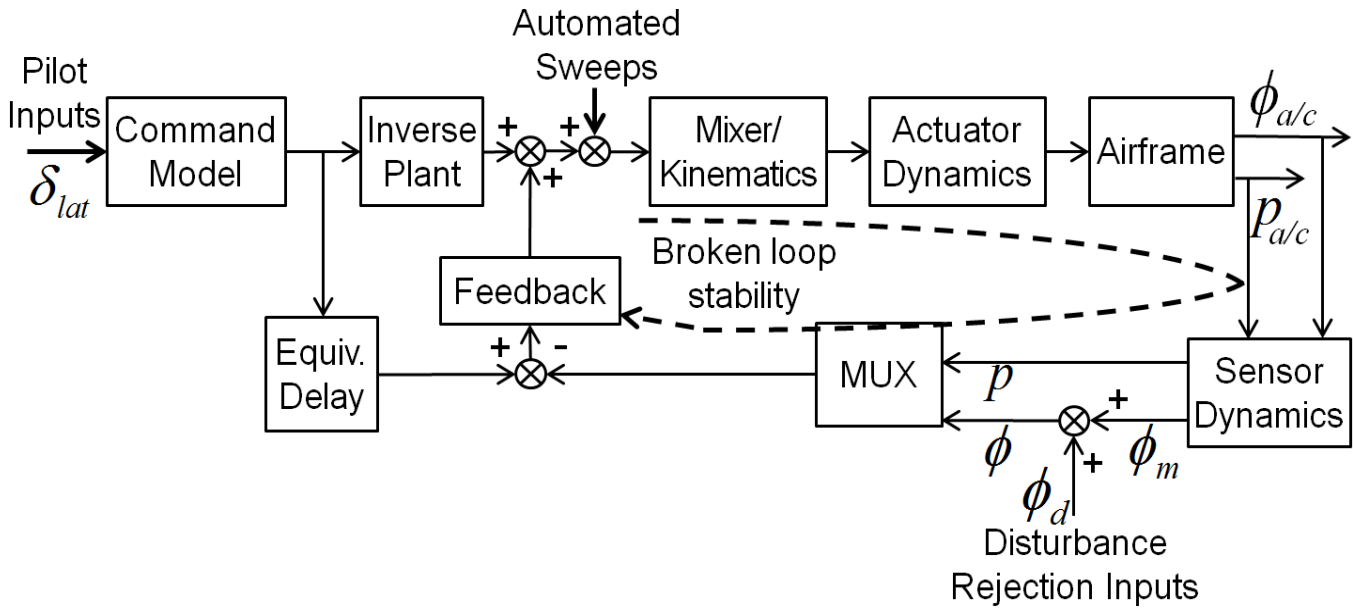 Automated
Sweeps
Pilot
Inputs
δlat
Command
Model
Inverse
Plant
+
+
+
Mixer/
Kinematics
Actuator
Dynamics
Airframe
ϕa/c
pa/c
Broken loop
stability
Feedback
+
-
Equiv.
Delay
MUX
p
ϕ
+
+
ϕm
ϕd
Sensor
Dynamics
Disturbance
Rejection Inputs